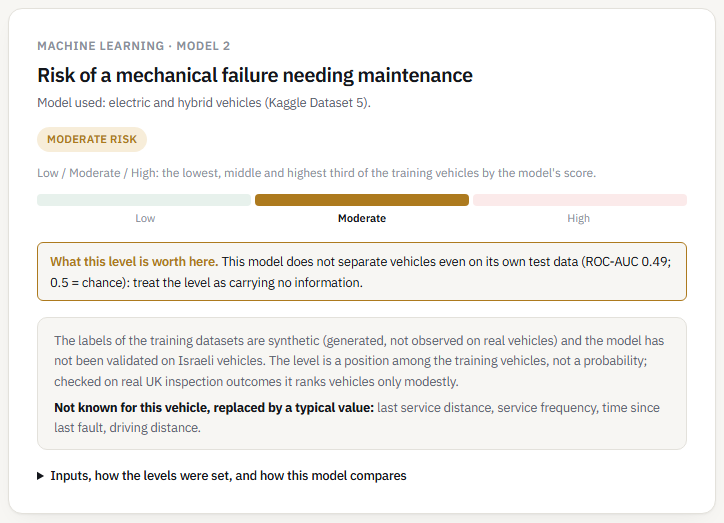 MACHINE LEARNING · MODEL 2
Risk of a mechanical failure needing maintenance
Model used: electric and hybrid vehicles (Kaggle Dataset 5).
MODERATE RISK
Low / Moderate / High: the lowest, middle and highest third of the training vehicles by the model's score.
Low
Moderate
High
What this level is worth here. This model does not separate vehicles even on its own test data (ROC-AUC 0.49;
0.5 = chance): treat the level as carrying no information.
The labels of the training datasets are synthetic (generated, not observed on real vehicles) and the model has
not been validated on Israeli vehicles. The level is a position among the training vehicles, not a probability;
checked on real UK inspection outcomes it ranks vehicles only modestly.
Not known for this vehicle, replaced by a typical value: last service distance, service frequency, time since
last fault, driving distance.
Inputs, how the levels were set, and how this model compares